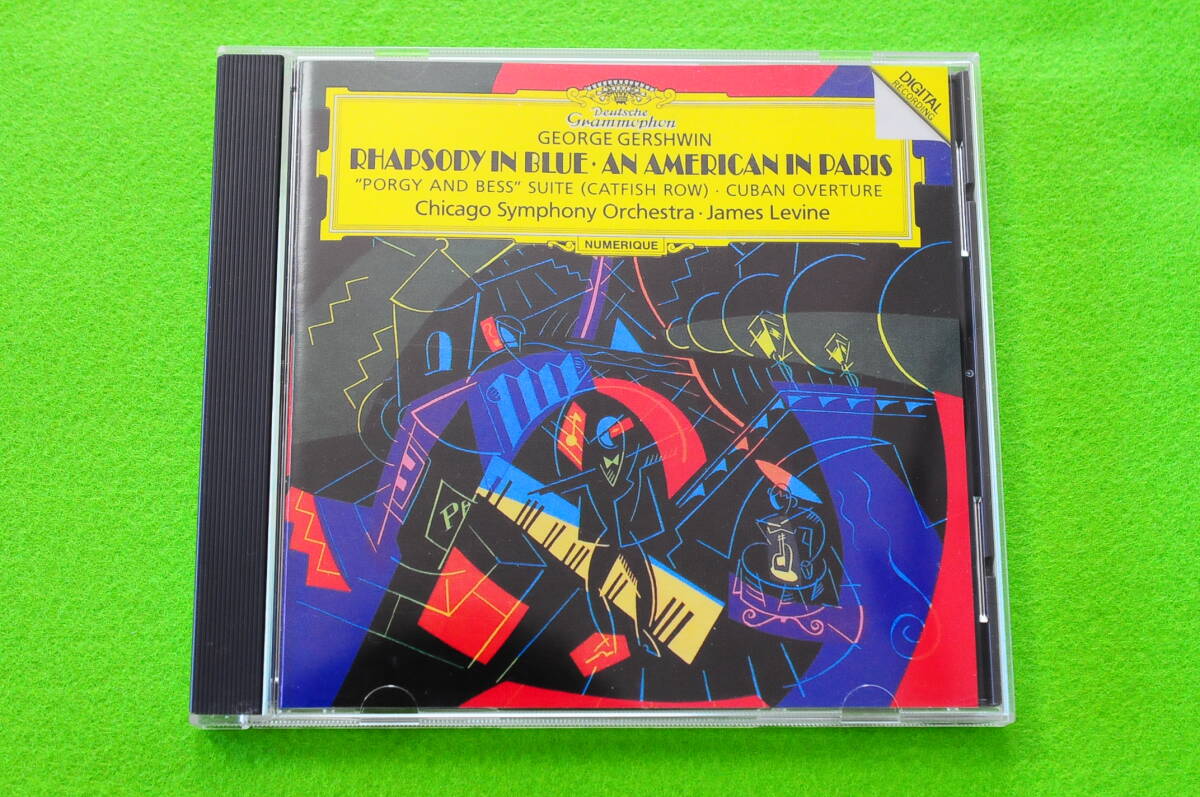 DIGITAL
RECORDING
Deutsche
Grammophon
GEORGE GERSHWIN
RHAPSODY IN BLUE · AN AMERICAN IN PARIS
"PORGY AND BESS" SUITE (CATFISH ROW) · CUBAN OVERTURE
Chicago Symphony Orchestra · James Levine
NUMERIQUE